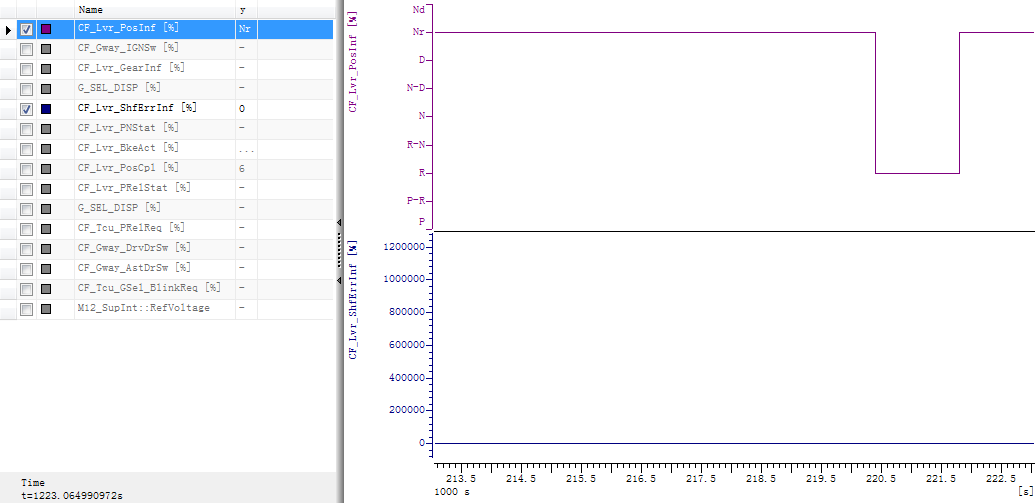 Name y
CF_Lvr_PosInf [%] Nr
CF_Gway_IGNSw [%] -
CF_Lvr_GearInf [%] -
G_SEL_DISP [%] -
CF_Lvr_ShfErrInf [%] 0
CF_Lvr_PNStat [%] -
CF_Lvr_BkeAct [%] ...
CF_Lvr_PosCpl [%] 6
CF_Lvr_PRelStat [%] -
G_SEL_DISP [%] -
CF_Tcu_PRelReq [%] -
CF_Gway_DrvDrSw [%] -
CF_Gway_AstDrSw [%] -
CF_Tcu_GSel_BlinkReq [%] -
M12_SupInt::RefVoltage -
Time
t=1223.064990972s
CF_Lvr_PosInf [%]
Nd
Nr
D
N-D
N
R-N
R
P-R
P
CF_Lvr_ShfErrInf [%]
1200000
1000000
800000
600000
400000
200000
0
213.5 214.5 215.5 216.5 217.5 218.5 219.5 220.5 221.5 222.5
1000 s [s]